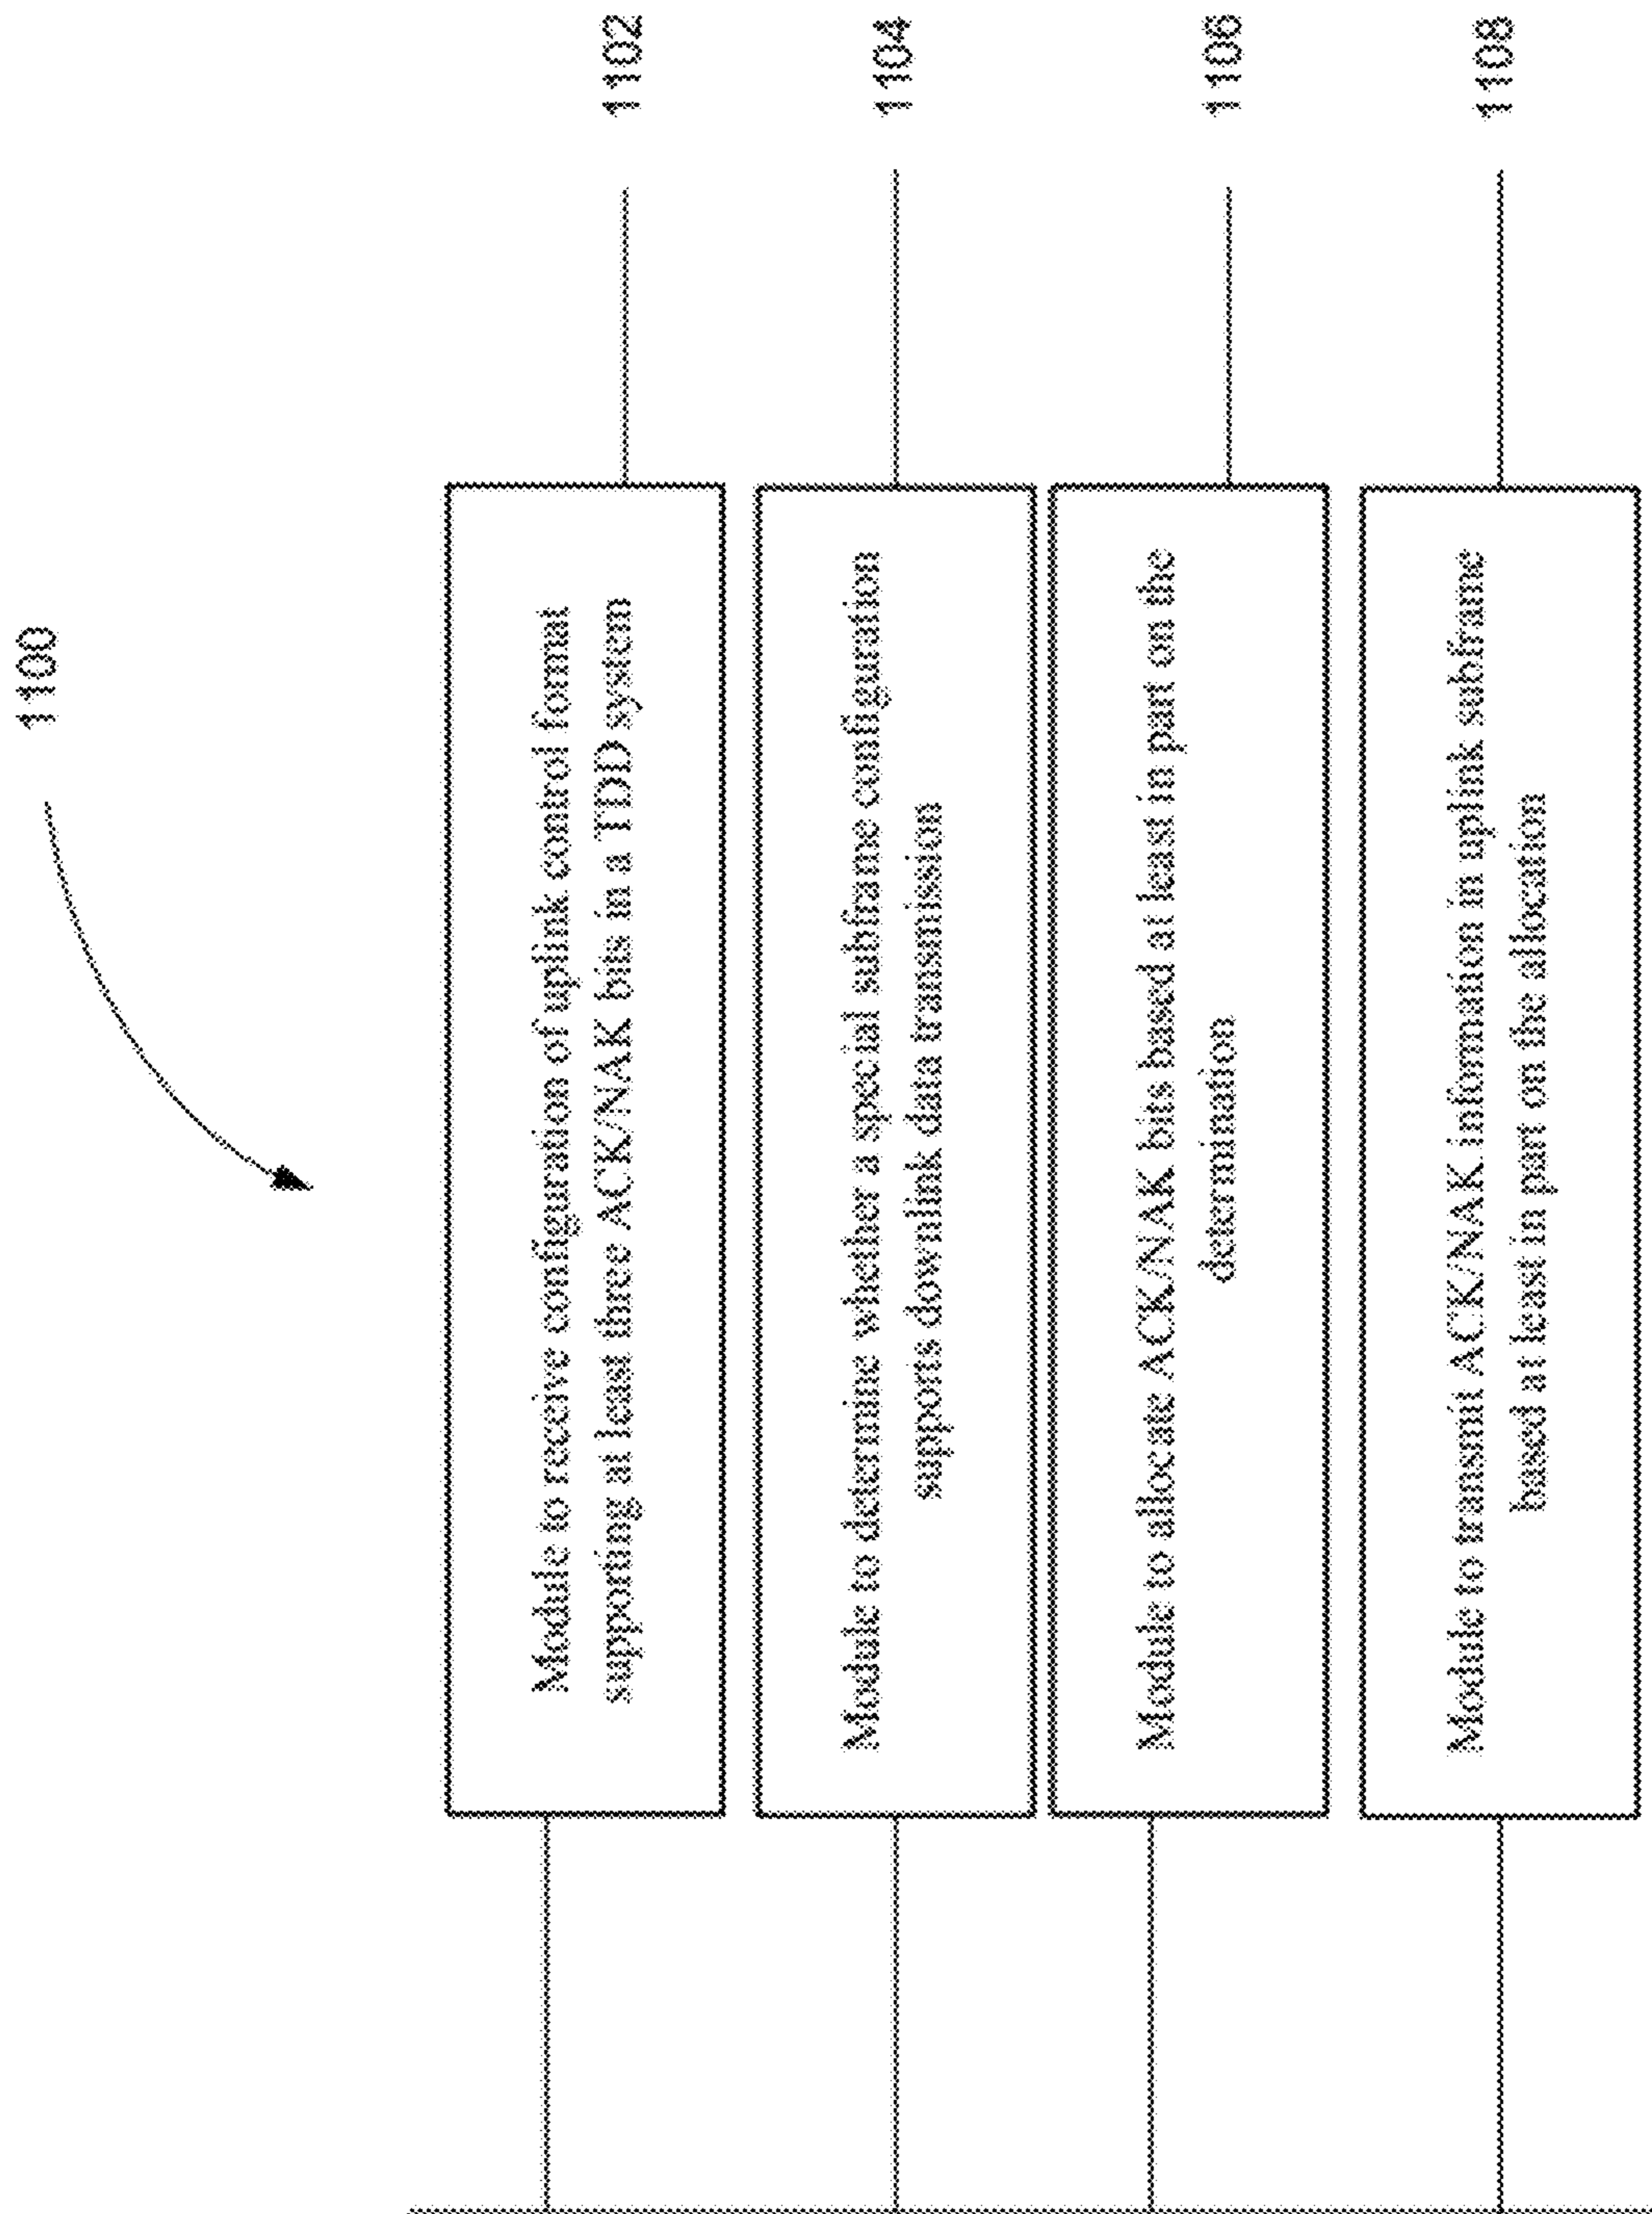 1100
Module to receive configuration of uplink control format
supporting at least three ACK/NAK bits in a TDD system
1102
Module to determine whether a special subframe configuration
supports downlink data transmission
1104
Module to allocate ACK/NAK bits based at least in part on the
determination
1106
Module to transmit ACK/NAK information in uplink subframe
based at least in part on the allocation
1108